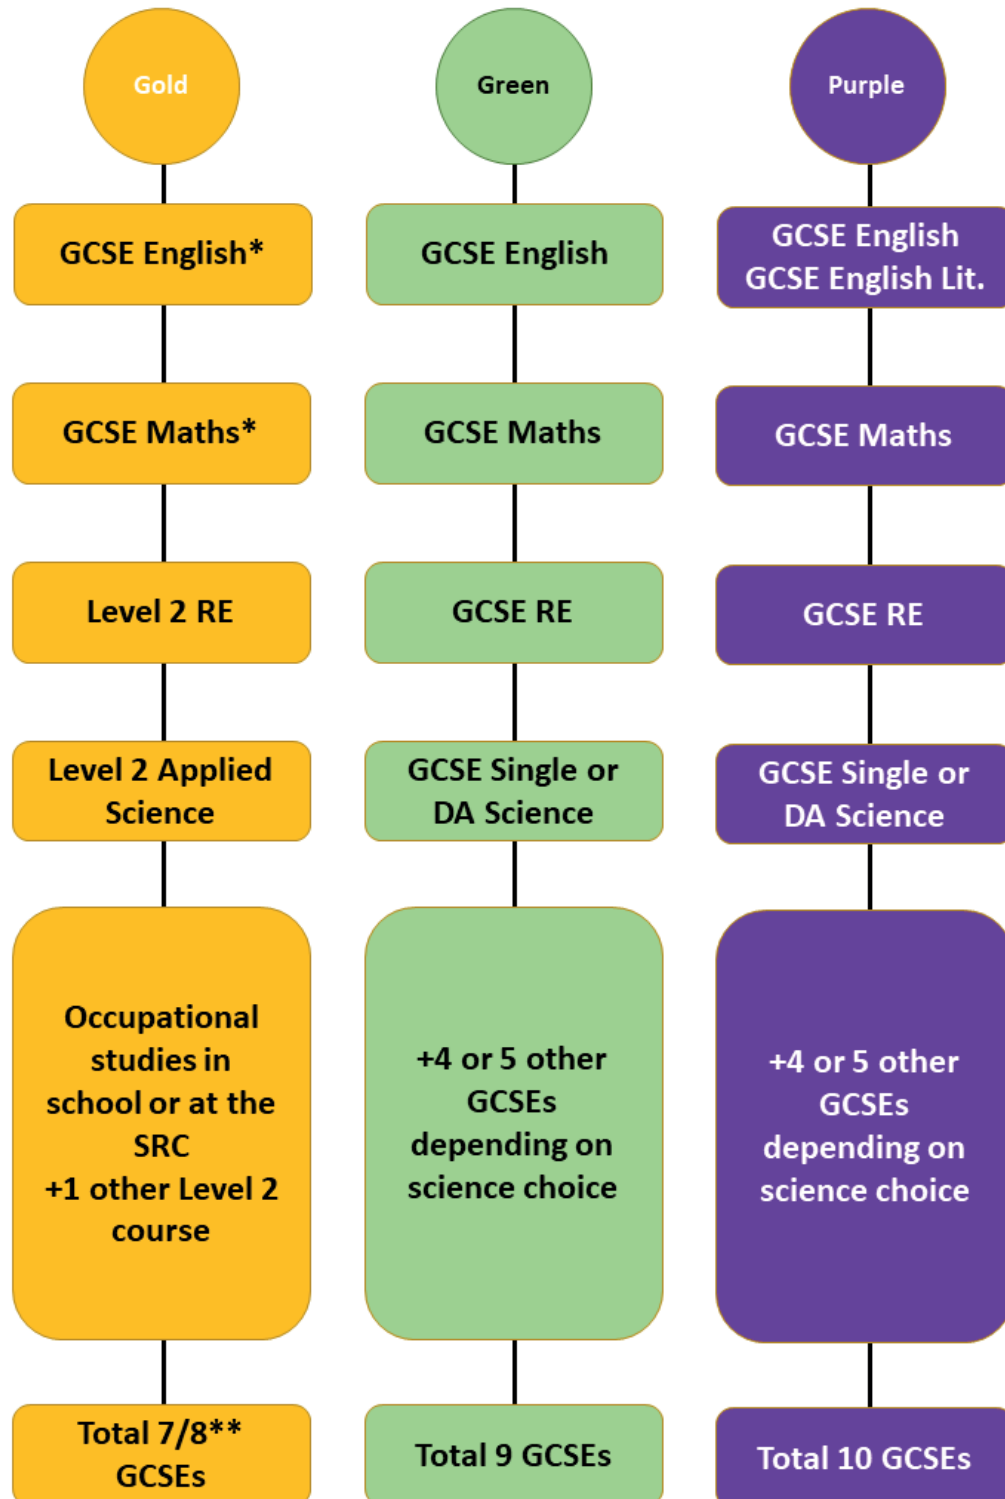 Gold
GCSE English*
GCSE Maths*
Level 2 RE
Level 2 Applied
Science
Occupational
studies in
school or at the
SRC
+1 other Level 2
course
Total 7/8**
GCSEs
Green
GCSE English
GCSE Maths
GCSE RE
GCSE Single or
DA Science
+4 or 5 other
GCSEs
depending on
science choice
Total 9 GCSEs
Purple
GCSE English
GCSE English Lit.
GCSE Maths
GCSE RE
GCSE Single or
DA Science
+4 or 5 other
GCSEs
depending on
science choice
Total 10 GCSEs